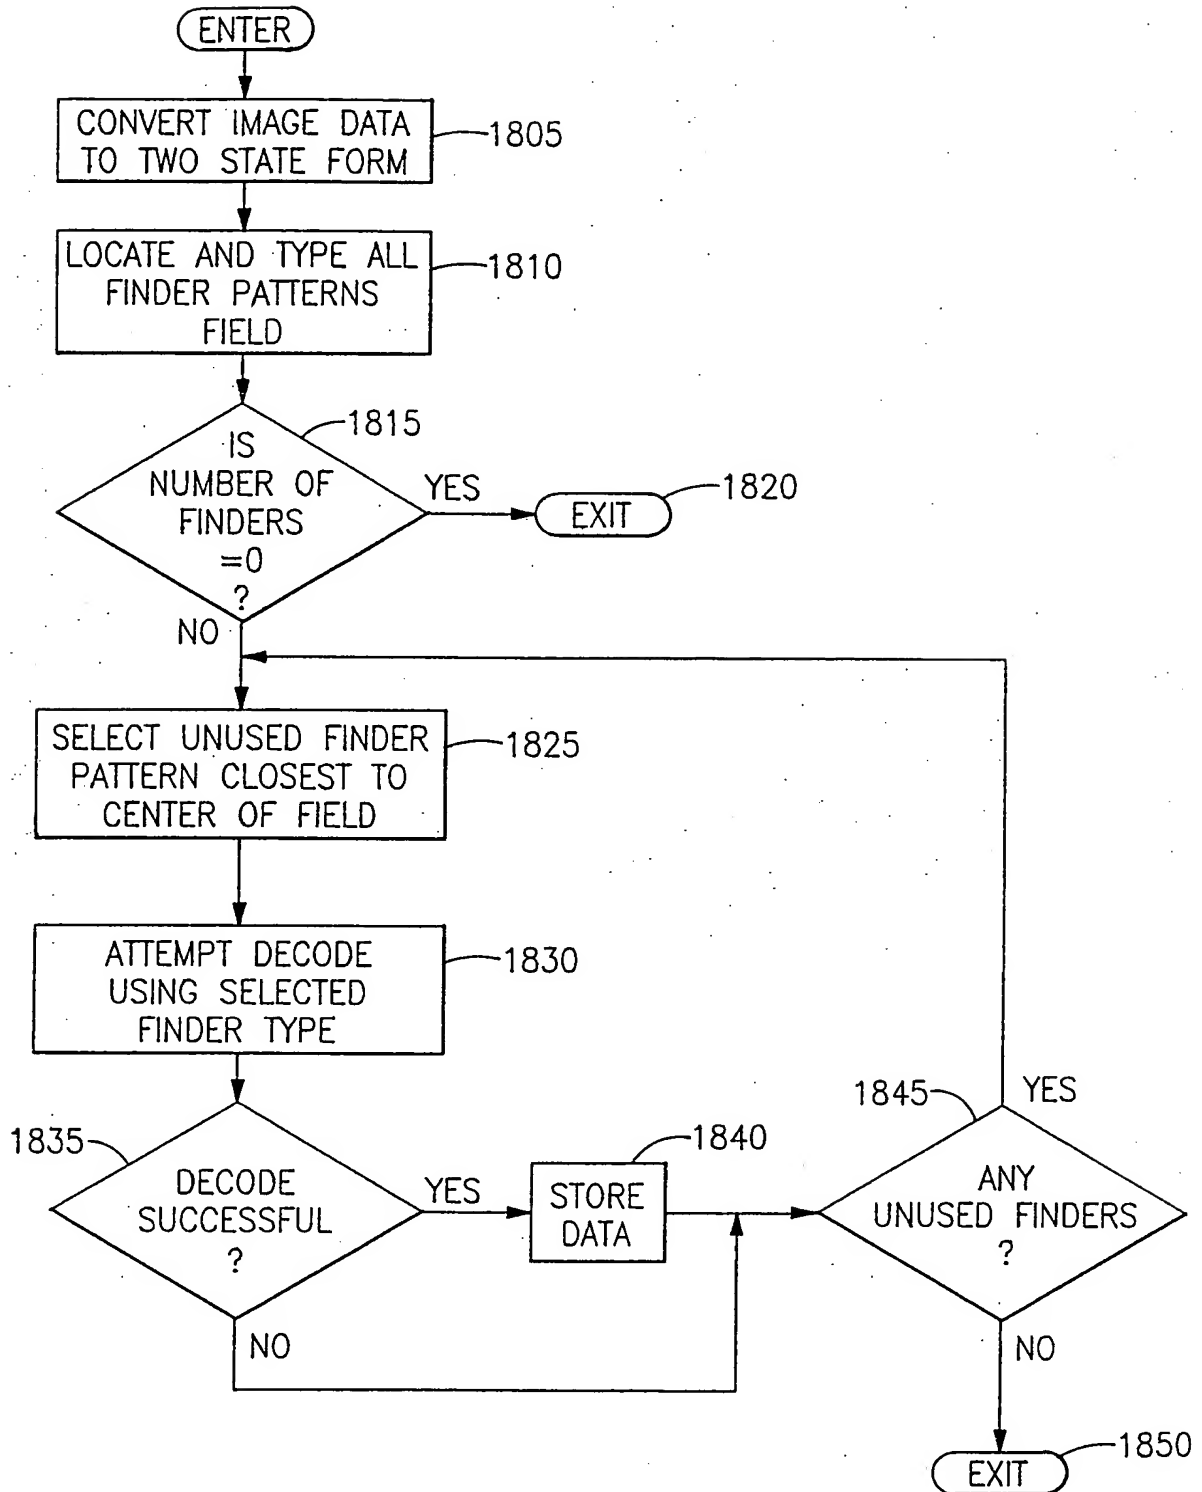 ENTER
CONVERT IMAGE DATA
TO TWO STATE FORM
1805
LOCATE AND TYPE ALL
FINDER PATTERNS
FIELD
1810
IS
NUMBER OF
FINDERS
=0
?
1815
YES
EXIT
1820
NO
SELECT UNUSED FINDER
PATTERN CLOSEST TO
CENTER OF FIELD
1825
ATTEMPT DECODE
USING SELECTED
FINDER TYPE
1830
1835
DECODE
SUCCESSFUL
?
YES
NO
STORE
DATA
1840
1845
YES
ANY
UNUSED FINDERS
?
NO
EXIT
1850